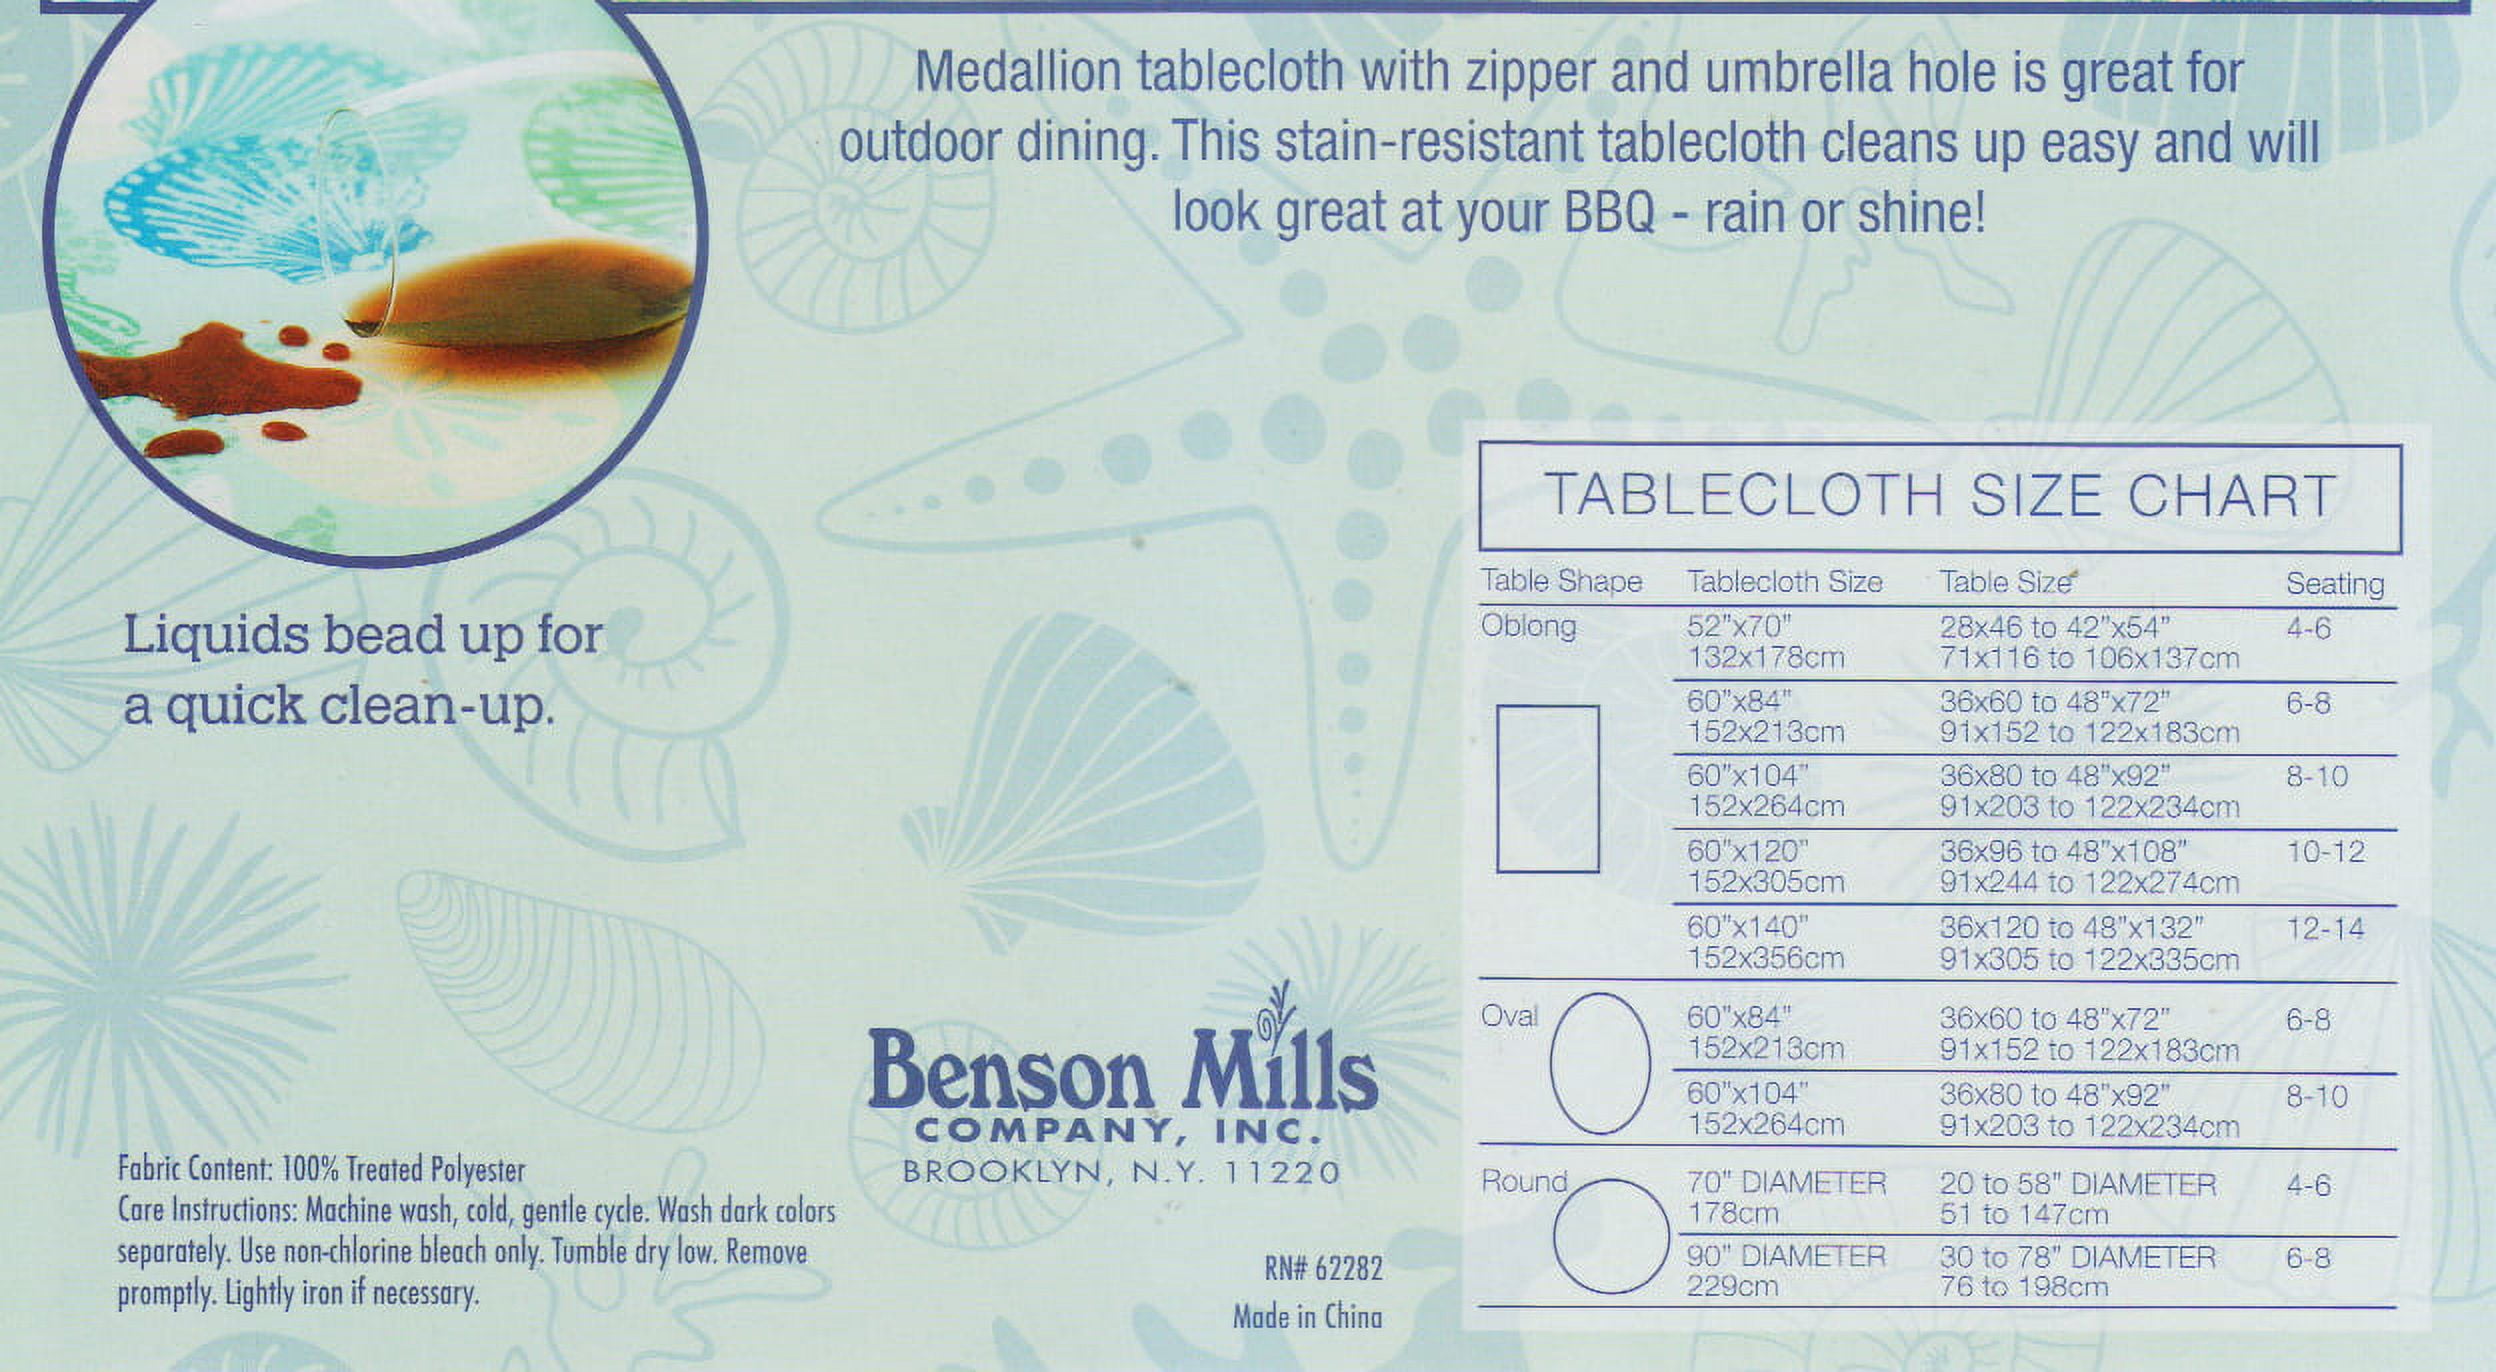 Medallion tablecloth with zipper and umbrella hole is great for
outdoor dining. This stain-resistant tablecloth cleans up easy and will
look great at your BBQ - rain or shine!
Liquids bead up for
a quick clean-up.
Fabric Content: 100% Treated Polyester
Care Instructions: Machine wash, cold, gentle cycle. Wash dark colors
separately. Use non-chlorine bleach only. Tumble dry low. Remove
promptly. Lightly iron if necessary.
Benson Mills
COMPANY, INC.
BROOKLYN, N.Y. 11220
RN# 62282
Made in China
TABLECLOTH SIZE CHART
Table Shape Tablecloth Size Table Size Seating
Oblong 52"x70" 28x46 to 42"x54" 4-6
132x178cm 71x116 to 106x137cm
60"x84" 36x60 to 48"x72" 6-8
152x213cm 91x152 to 122x183cm
60"x104" 36x80 to 48"x92" 8-10
152x264cm 91x203 to 122x234cm
60"x120" 36x96 to 48"x108" 10-12
152x305cm 91x244 to 122x274cm
60"x140" 36x120 to 48"x132" 12-14
152x356cm 91x305 to 122x335cm
Oval 60"x84" 36x60 to 48"x72" 6-8
152x213cm 91x152 to 122x183cm
60"x104" 36x80 to 48"x92" 8-10
152x264cm 91x203 to 122x234cm
Round 70" DIAMETER 20 to 58" DIAMETER 4-6
178cm 51 to 147cm
90" DIAMETER 30 to 78" DIAMETER 6-8
229cm 76 to 198cm